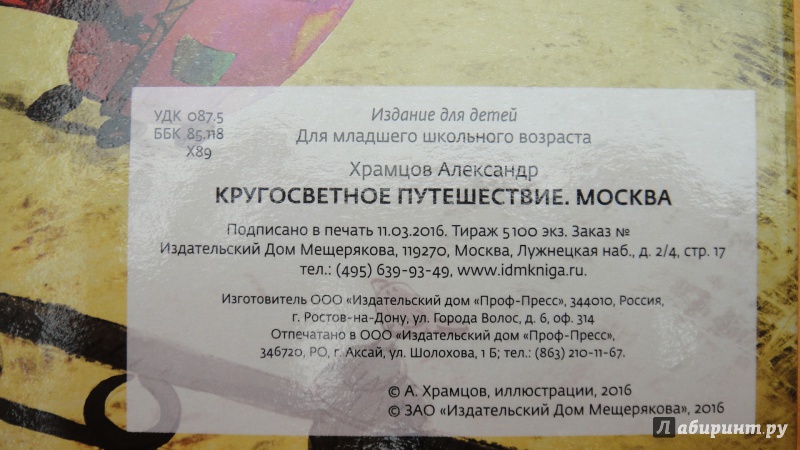 УДК 087.5
ББК 85.118
Х89
Издание для детей
Для младшего школьного возраста
Храмцов Александр
КРУГОСВЕТНОЕ ПУТЕШЕСТВИЕ. МОСКВА
Подписано в печать 11.03.2016. Тираж 5 100 экз. Заказ №
Издательский Дом Мещерякова, 119270, Москва, Лужнецкая наб., д. 2/4, стр. 17
тел.: (495) 639-93-49, www.idmkniga.ru.
Изготовитель ООО «Издательский дом «Проф-Пресс», 344010, Россия,
г. Ростов-на-Дону, ул. Города Волос, д. 6, оф. 314
Отпечатано в ООО «Издательский дом «Проф-Пресс»,
346720, РО, г. Аксай, ул. Шолохова, 1 Б; тел.: (863) 210-11-67.
© А. Храмцов, иллюстрации, 2016
© ЗАО «Издательский Дом Мещерякова», 2016
Лабиринт.ру